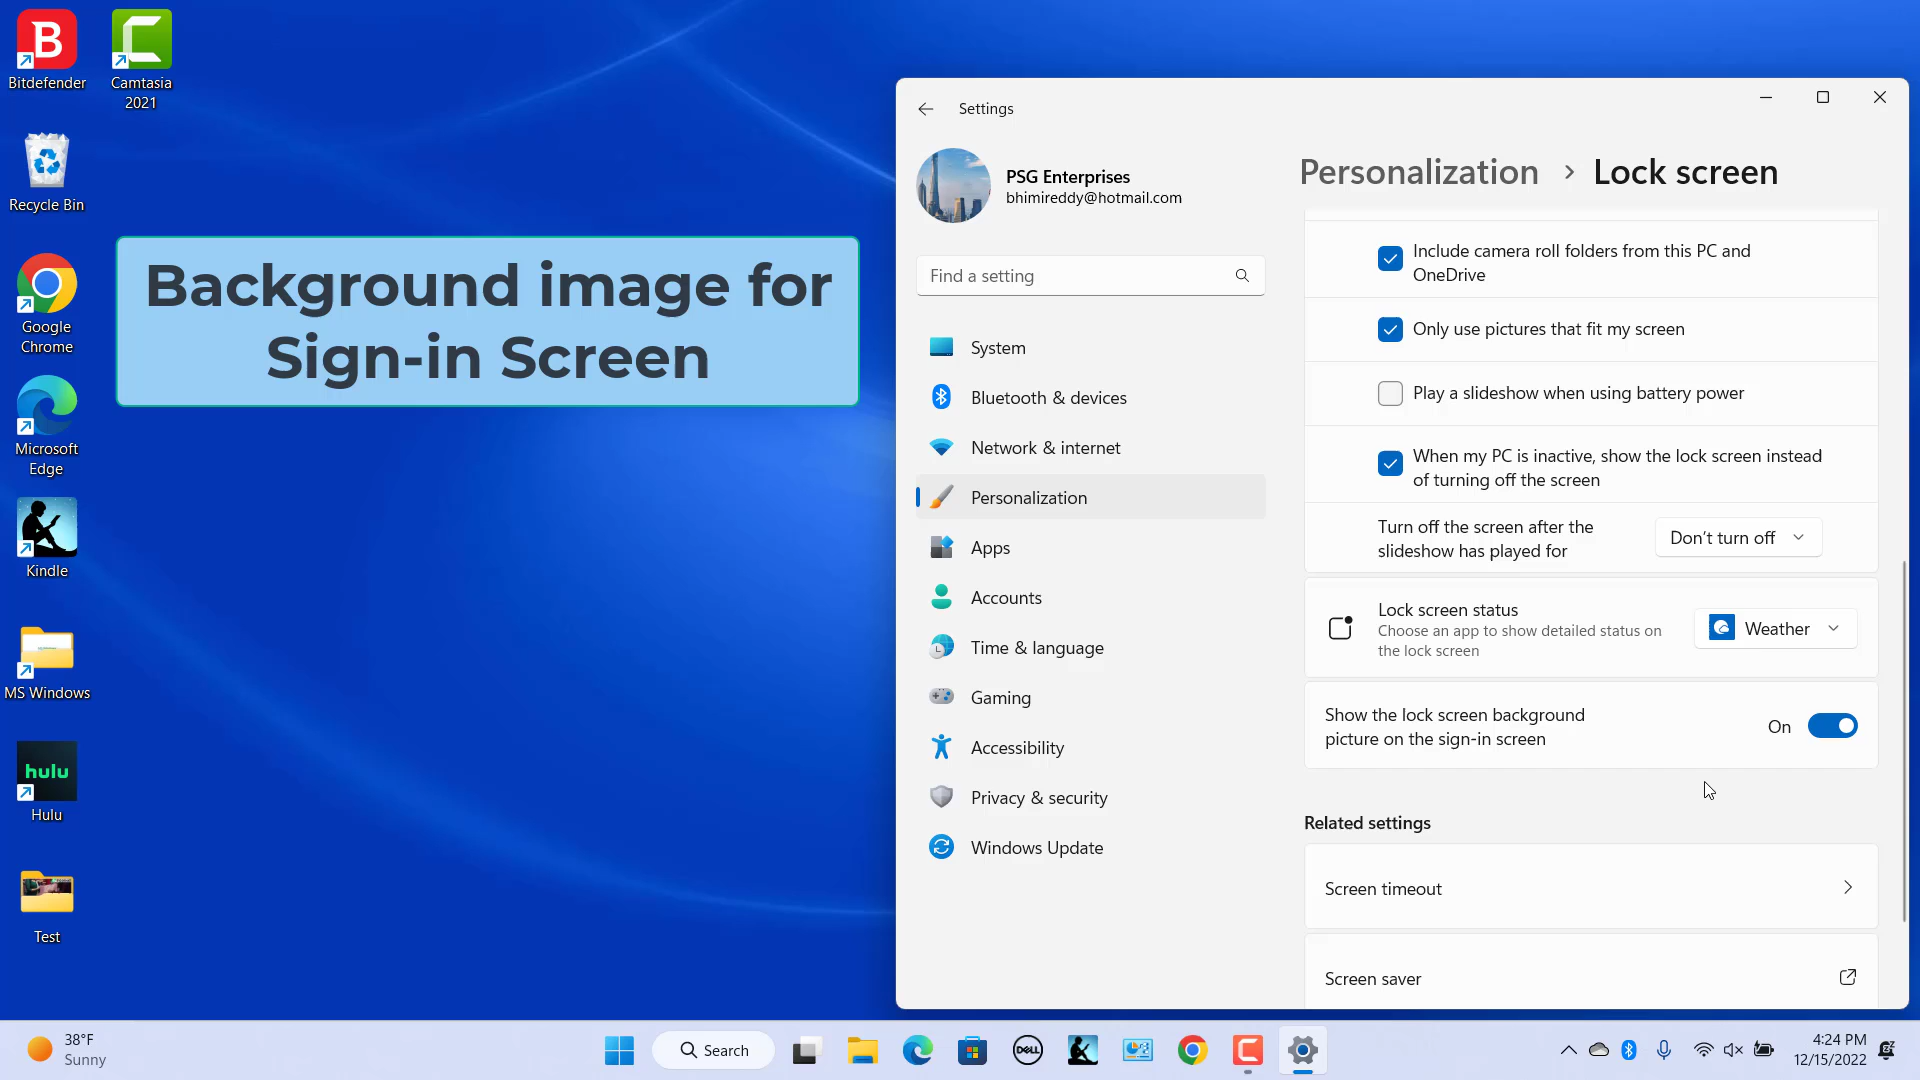 Bitdefender
Camtasia
2021
Recycle Bin
Google
Chrome
Microsoft
Edge
Kindle
MS Windows
hulu
Hulu
Test
Background image for
Sign-in Screen
Settings
PSG Enterprises
bhimireddy@hotmail.com
Find a setting
System
Bluetooth & devices
Network & internet
Personalization
Apps
Accounts
Time & language
Gaming
Accessibility
Privacy & security
Windows Update
Personalization > Lock screen
Include camera roll folders from this PC and
OneDrive
Only use pictures that fit my screen
Play a slideshow when using battery power
When my PC is inactive, show the lock screen instead
of turning off the screen
Turn off the screen after the
slideshow has played for
Don't turn off
Lock screen status
Choose an app to show detailed status on
the lock screen
Weather
Show the lock screen background
picture on the sign-in screen
On
Related settings
Screen timeout
Screen saver
38°F
Sunny
Search
DELL
4:24 PM
12/15/2022